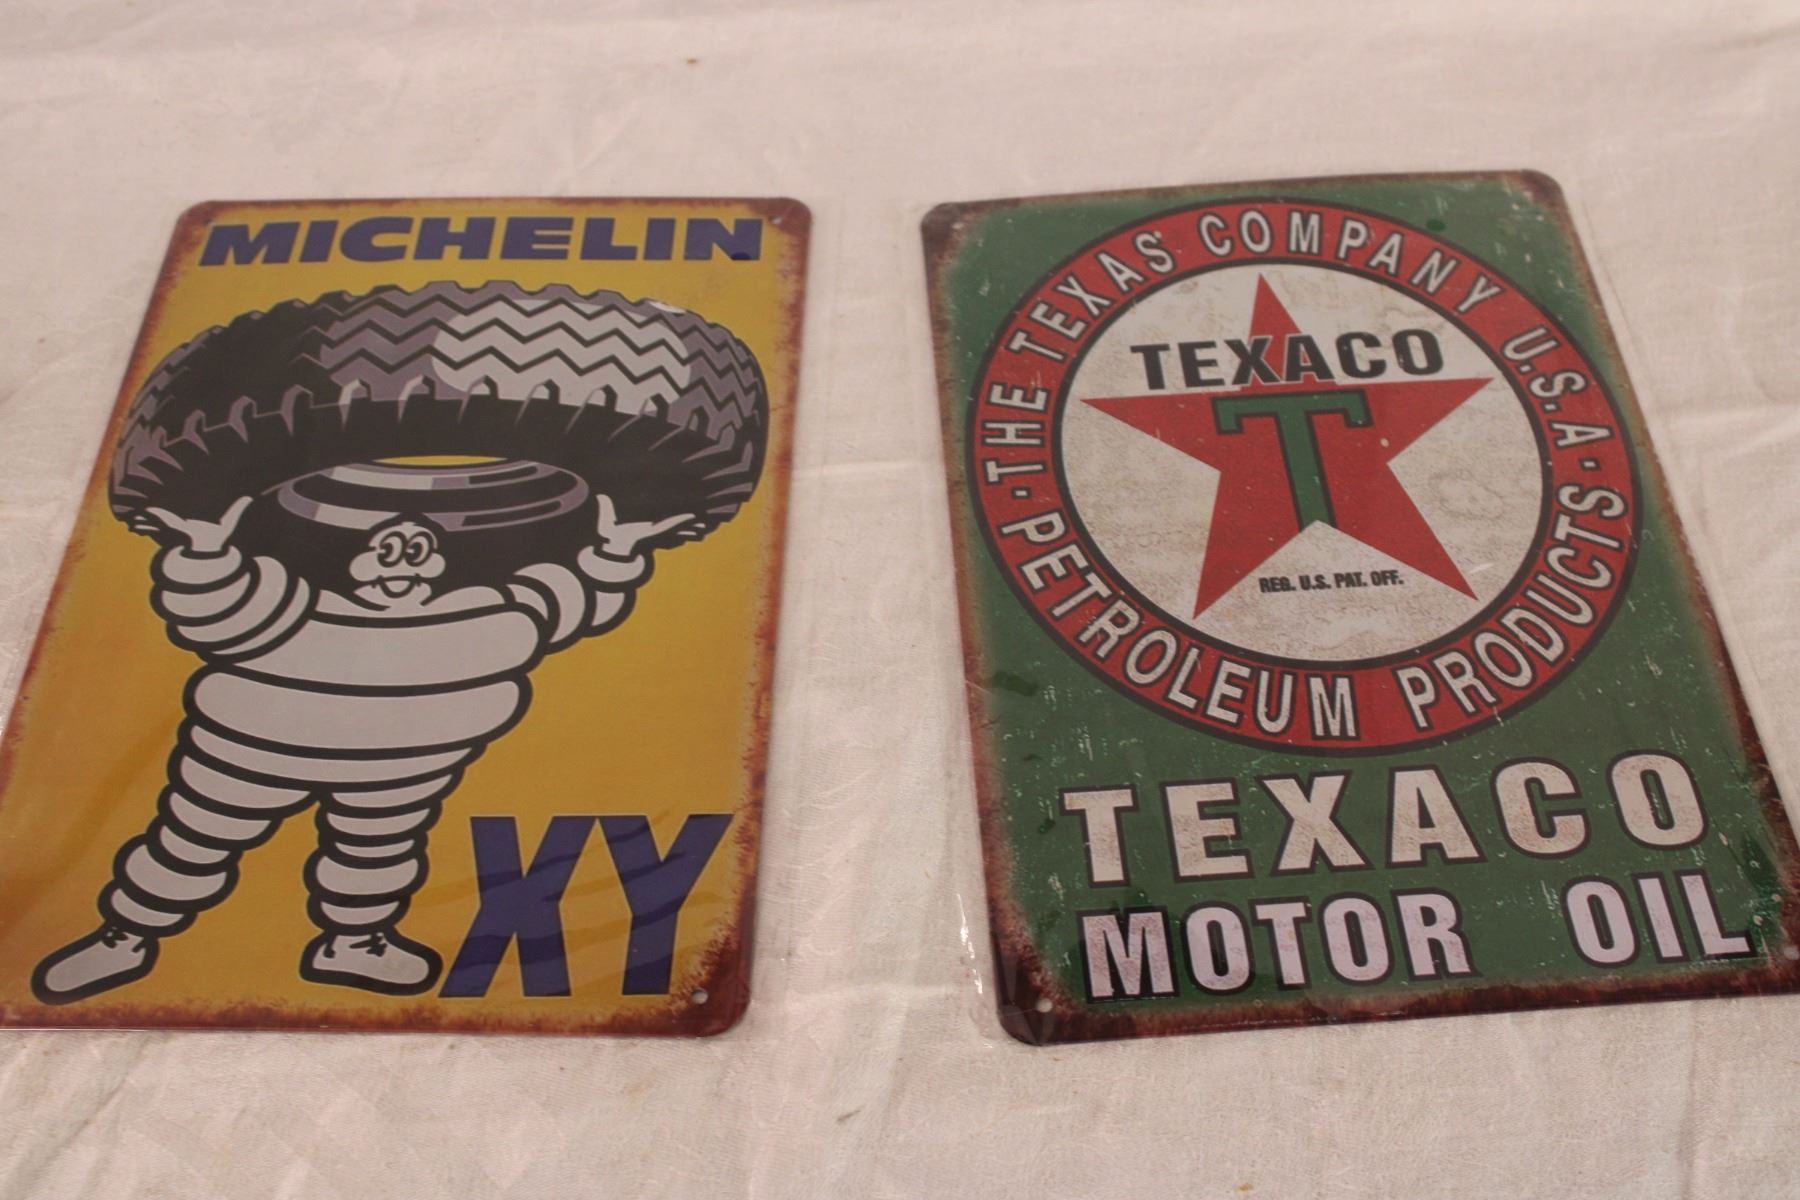 MICHELIN
XY
THE TEXAS COMPANY U.S.A.
PETROLEUM PRODUCTS
TEXACO
T
REG. U.S. PAT. OFF.
TEXACO
MOTOR OIL